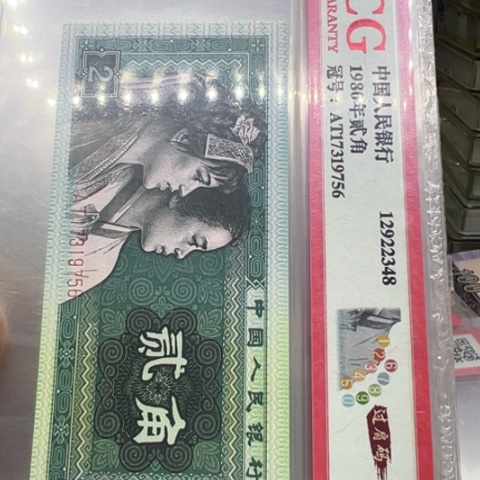 CG
ARANTY
中国人民银行
1980年贰角
冠号：AT17319756
12922348
过肩码
2
AT17319756
中国人民银行
贰角